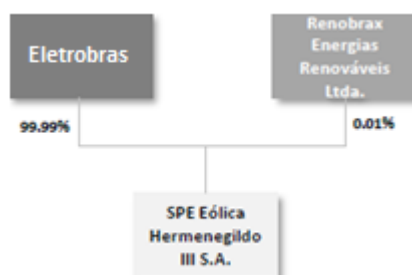 Eletrobras
Renobrax
Energias
Renováveis
Ltda.
99.99%
0.01%
SPE Eólica
Hermenegildo
III S.A.